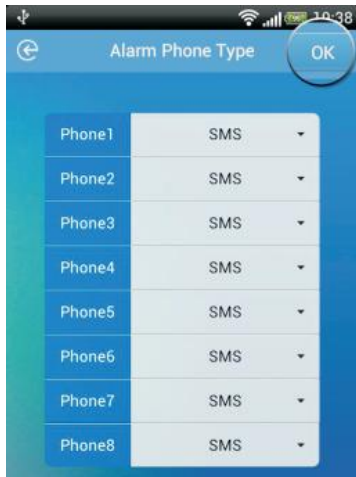 10:38
Alarm Phone Type OK
Phone1 SMS
Phone2 SMS
Phone3 SMS
Phone4 SMS
Phone5 SMS
Phone6 SMS
Phone7 SMS
Phone8 SMS